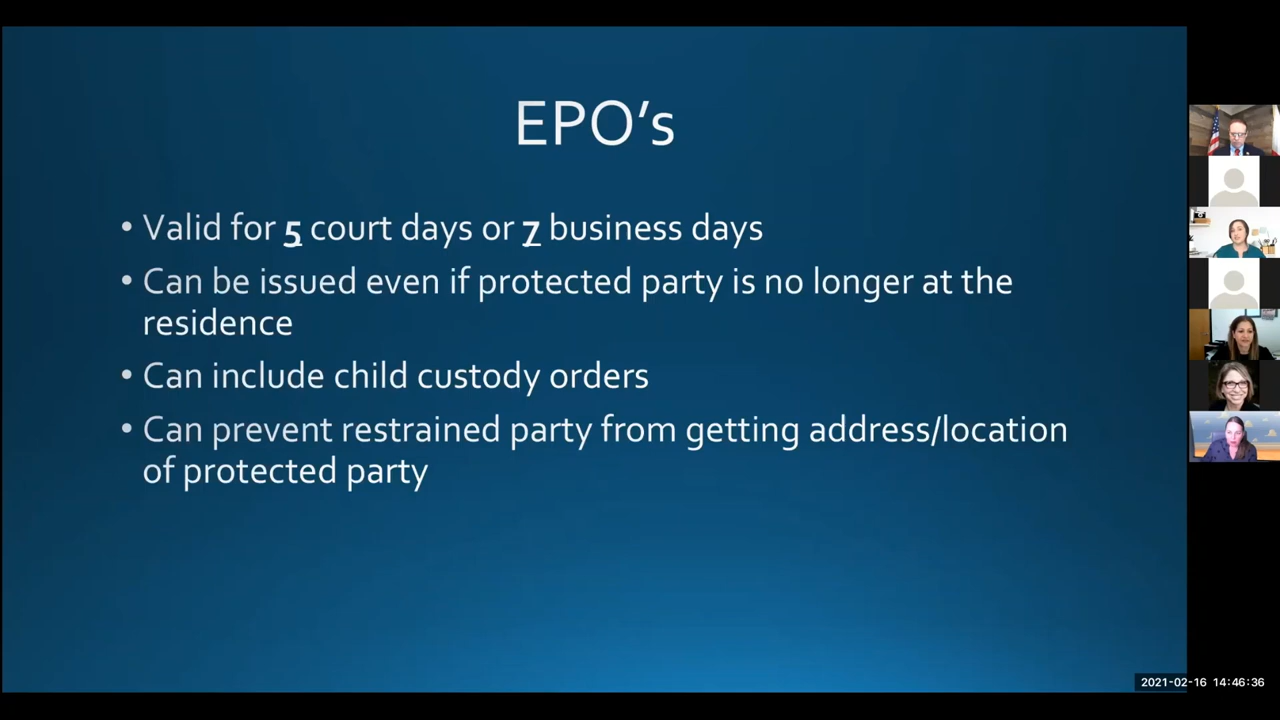 EPO's
• Valid for 5 court days or 7 business days
• Can be issued even if protected party is no longer at the
residence
• Can include child custody orders
• Can prevent restrained party from getting address/location
of protected party
2021-02-16 14:46:36